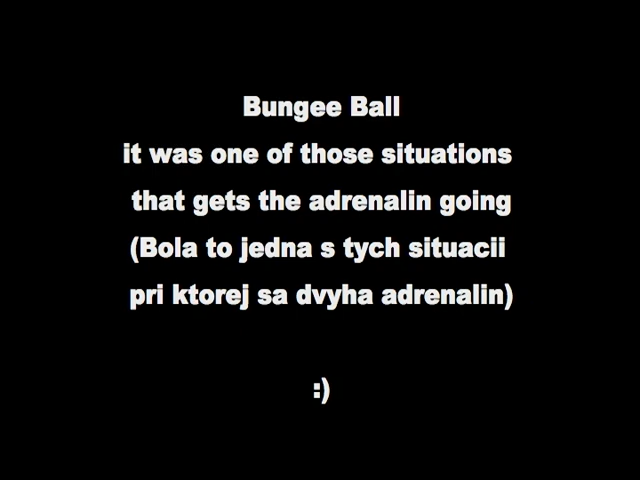 Bungee Ball
it was one of those situations
that gets the adrenalin going
(Bola to jedna s tych situacii
pri ktorej sa dvyha adrenalin)
:)